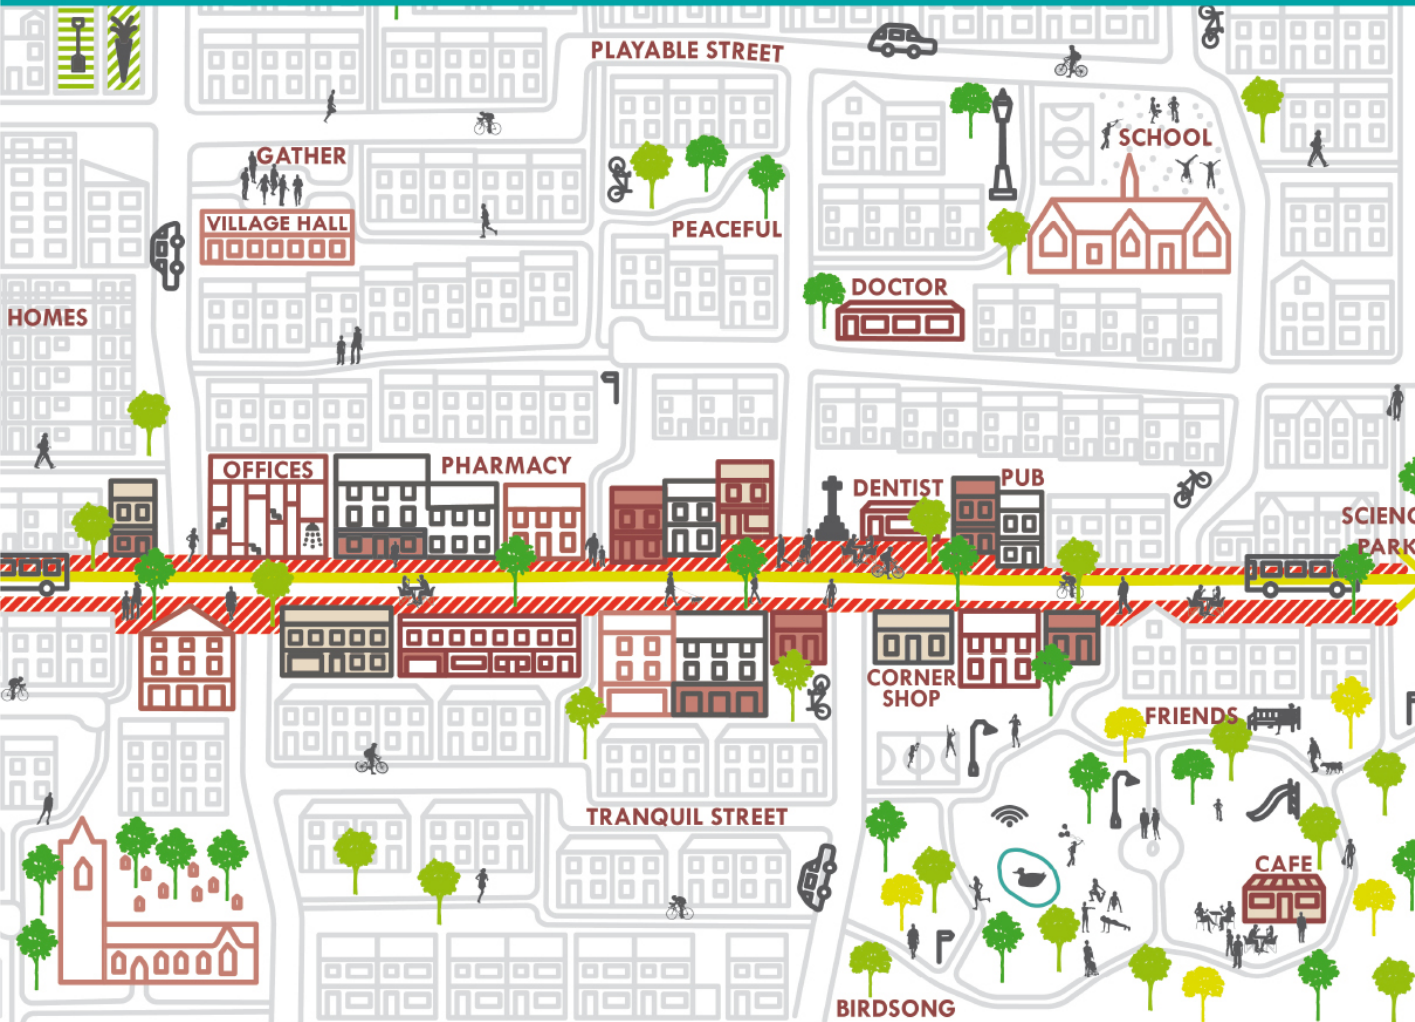 PLAYABLE STREET
SCHOOL
GATHER
VILLAGE HALL
PEACEFUL
DOCTOR
HOMES
OFFICES
PHARMACY
DENTIST
PUB
SCIENC
PARK
CORNER
SHOP
FRIENDS
TRANQUIL STREET
CAFE
BIRDSONG